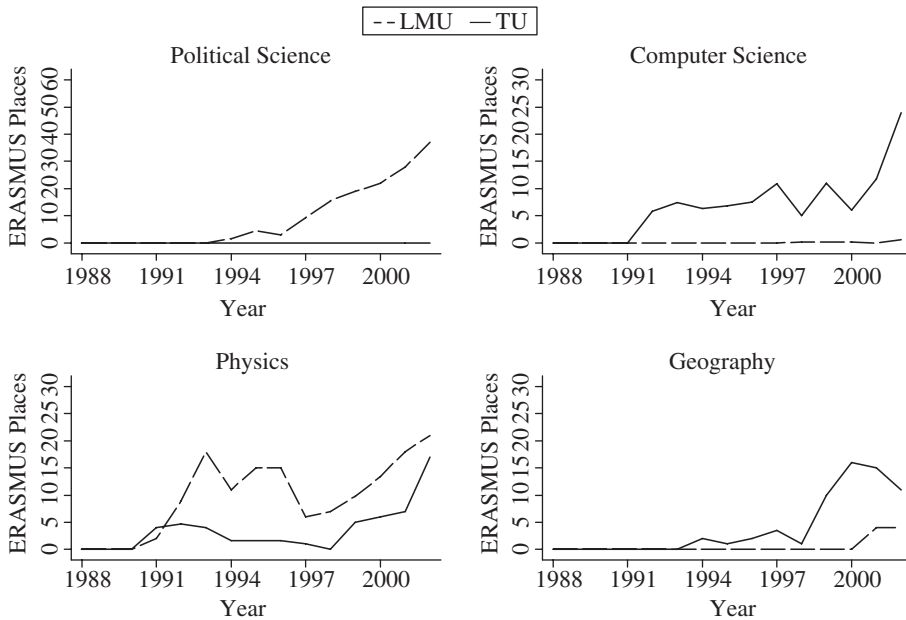 LMU TU
Political Science
ERASMUS Places
0 10 20 30 40 50 60
1988 1991 1994 1997 2000
Year
Computer Science
ERASMUS Places
0 5 10 15 20 25 30
1988 1991 1994 1997 2000
Year
Physics
ERASMUS Places
0 5 10 15 20 25 30
1988 1991 1994 1997 2000
Year
Geography
ERASMUS Places
0 5 10 15 20 25 30
1988 1991 1994 1997 2000
Year